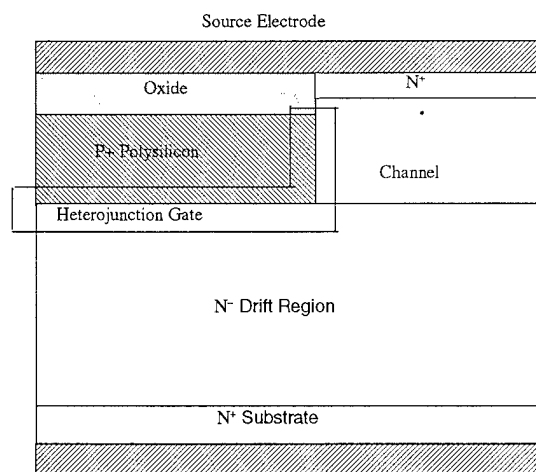 Source Electrode
Oxide
N+
P+ Polysilicon
Channel
Heterojunction Gate
N- Drift Region
N+ Substrate